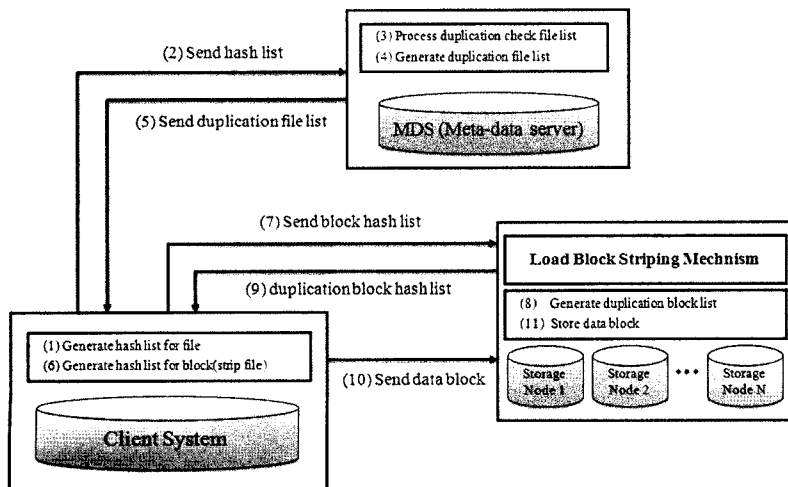 (2) Send hash list
(3) Process duplication check file list
(4) Generate duplication file list
(5) Send duplication file list
MDS (Meta-data server)
(7) Send block hash list
Load Block Striping Mechnism
(9) duplication block hash list
(8) Generate duplication block list
(11) Store data block
(1) Generate hash list for file
(6) Generate hash list for block(strip file)
(10) Send data block
Storage Node 1
Storage Node 2
•••
Storage Node N
Client System